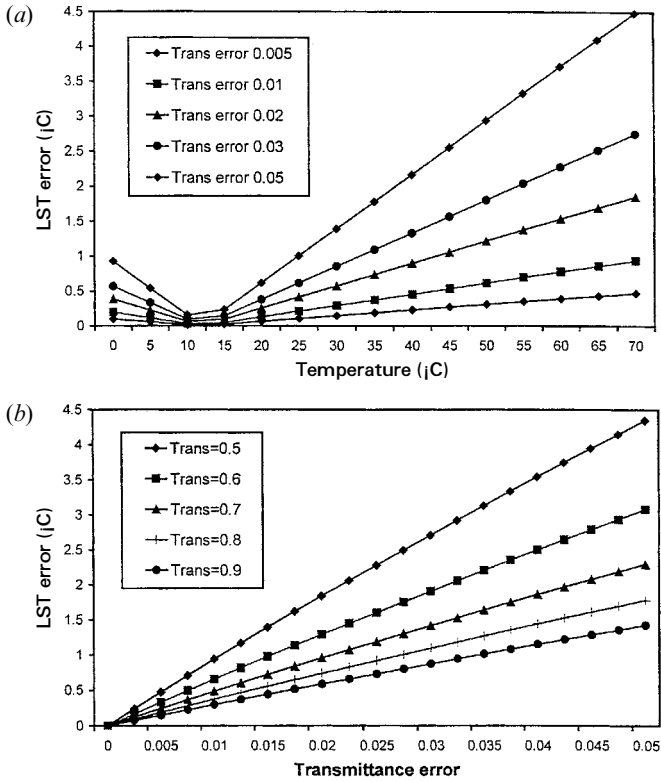 (a)
4.5
4
3.5
3
2.5
2
1.5
1
0.5
0
LST error (¡C)
Trans error 0.005
Trans error 0.01
Trans error 0.02
Trans error 0.03
Trans error 0.05
0 5 10 15 20 25 30 35 40 45 50 55 60 65 70
Temperature (¡C)
(b)
4.5
4
3.5
3
2.5
2
1.5
1
0.5
0
LST error (¡C)
Trans=0.5
Trans=0.6
Trans=0.7
Trans=0.8
Trans=0.9
0 0.005 0.01 0.015 0.02 0.025 0.03 0.035 0.04 0.045 0.05
Transmittance error